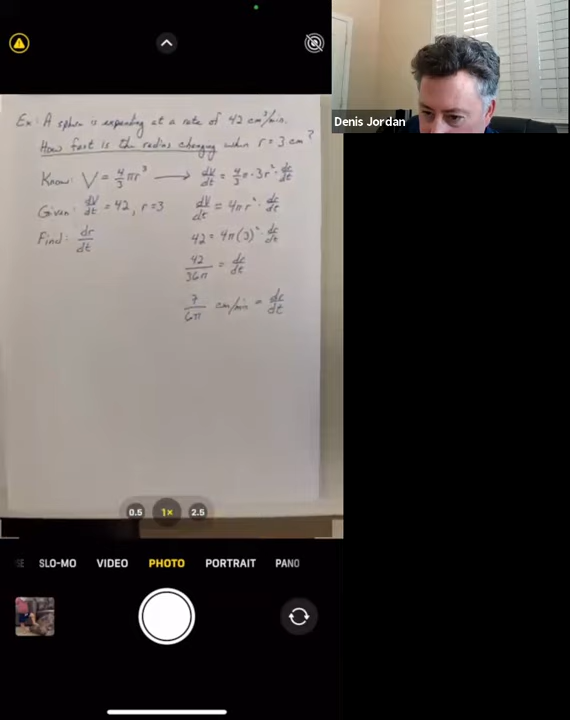 Ex: A sphere is expanding at a rate of 42 cm³/min.
How fast is the radius changing when r = 3 cm?
Know: V = 4/3 πr³ → dV/dt = 4/3 π·3r²·dr/dt
Given: dV/dt = 42, r=3 dV/dt = 4πr²·dr/dt
Find: dr/dt 42 = 4π(3)²·dr/dt
42/36π = dr/dt
7/6π cm/min = dr/dt
Denis Jordan
0.5 1× 2.5
SE SLO-MO VIDEO PHOTO PORTRAIT PANO